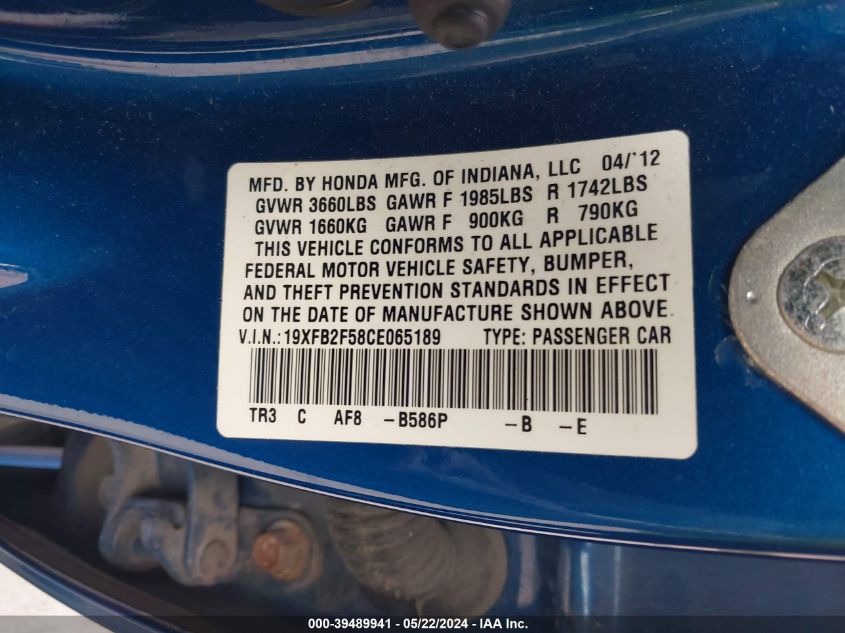 MFD. BY HONDA MFG. OF INDIANA, LLC 04/'12
GVWR 3660LBS GAWR F 1985LBS R 1742LBS
GVWR 1660KG GAWR F 900KG R 790KG
THIS VEHICLE CONFORMS TO ALL APPLICABLE
FEDERAL MOTOR VEHICLE SAFETY, BUMPER,
AND THEFT PREVENTION STANDARDS IN EFFECT
ON THE DATE OF MANUFACTURE SHOWN ABOVE.
V.I.N.:19XFB2F58CE065189 TYPE: PASSENGER CAR
TR3 C AF8 -B586P -B -E
000-39489941 - 05/22/2024 - IAA Inc.